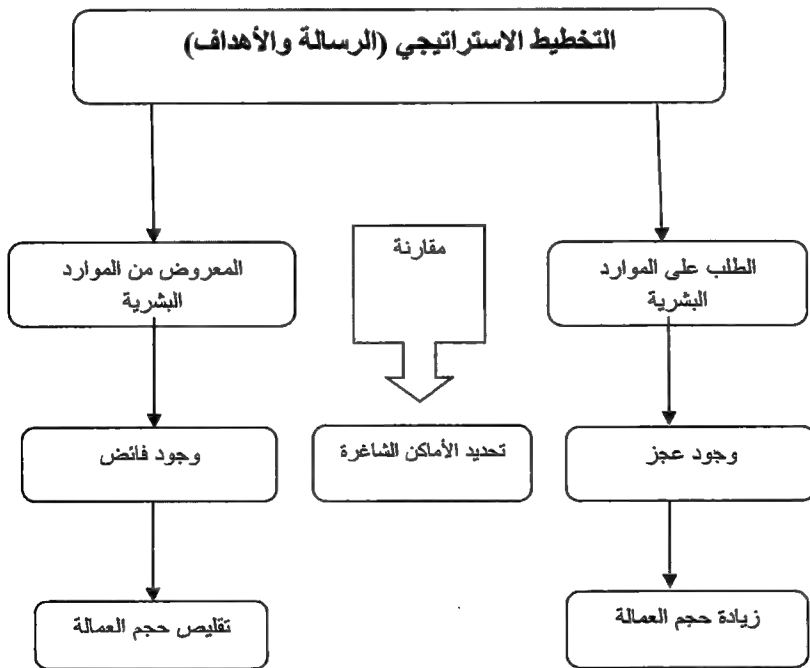 التخطيط الاستراتيجي (الرسالة والأهداف)
الطلب على الموارد
البشرية
مقارنة
المعروض من الموارد
البشرية
وجود عجز
تحديد الأماكن الشاغرة
وجود فائض
زيادة حجم العمالة
تقليص حجم العمالة